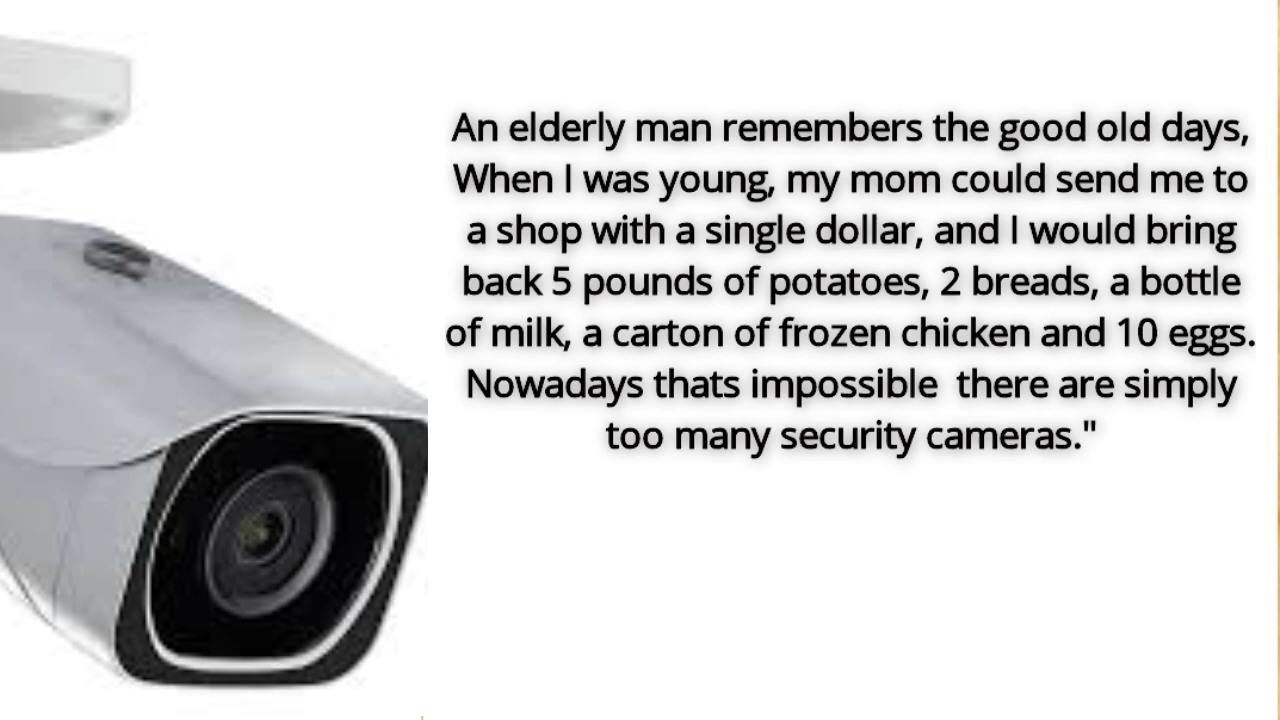 An elderly man remembers the good old days,
When I was young, my mom could send me to
a shop with a single dollar, and I would bring
back 5 pounds of potatoes, 2 breads, a bottle
of milk, a carton of frozen chicken and 10 eggs.
Nowadays thats impossible  there are simply
too many security cameras."